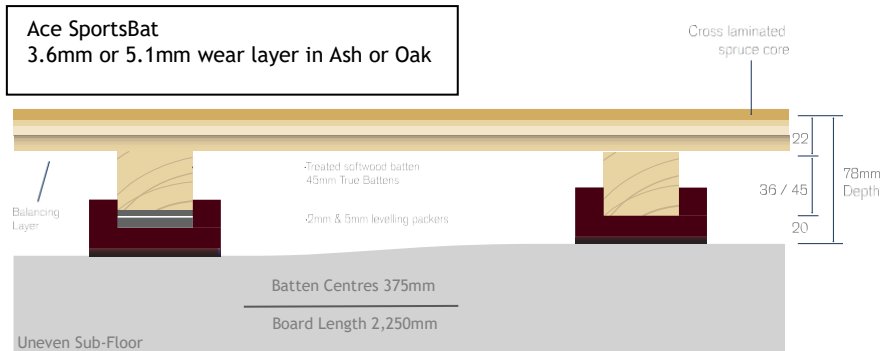 Ace SportsBat
3.6mm or 5.1mm wear layer in Ash or Oak
Cross laminated
spruce core
22
78mm
Depth
36 / 45
20
·Treated softwood batten
·45mm True Battens
·2mm & 5mm levelling packers
Balancing
Layer
Batten Centres 375mm
Board Length 2,250mm
Uneven Sub-Floor